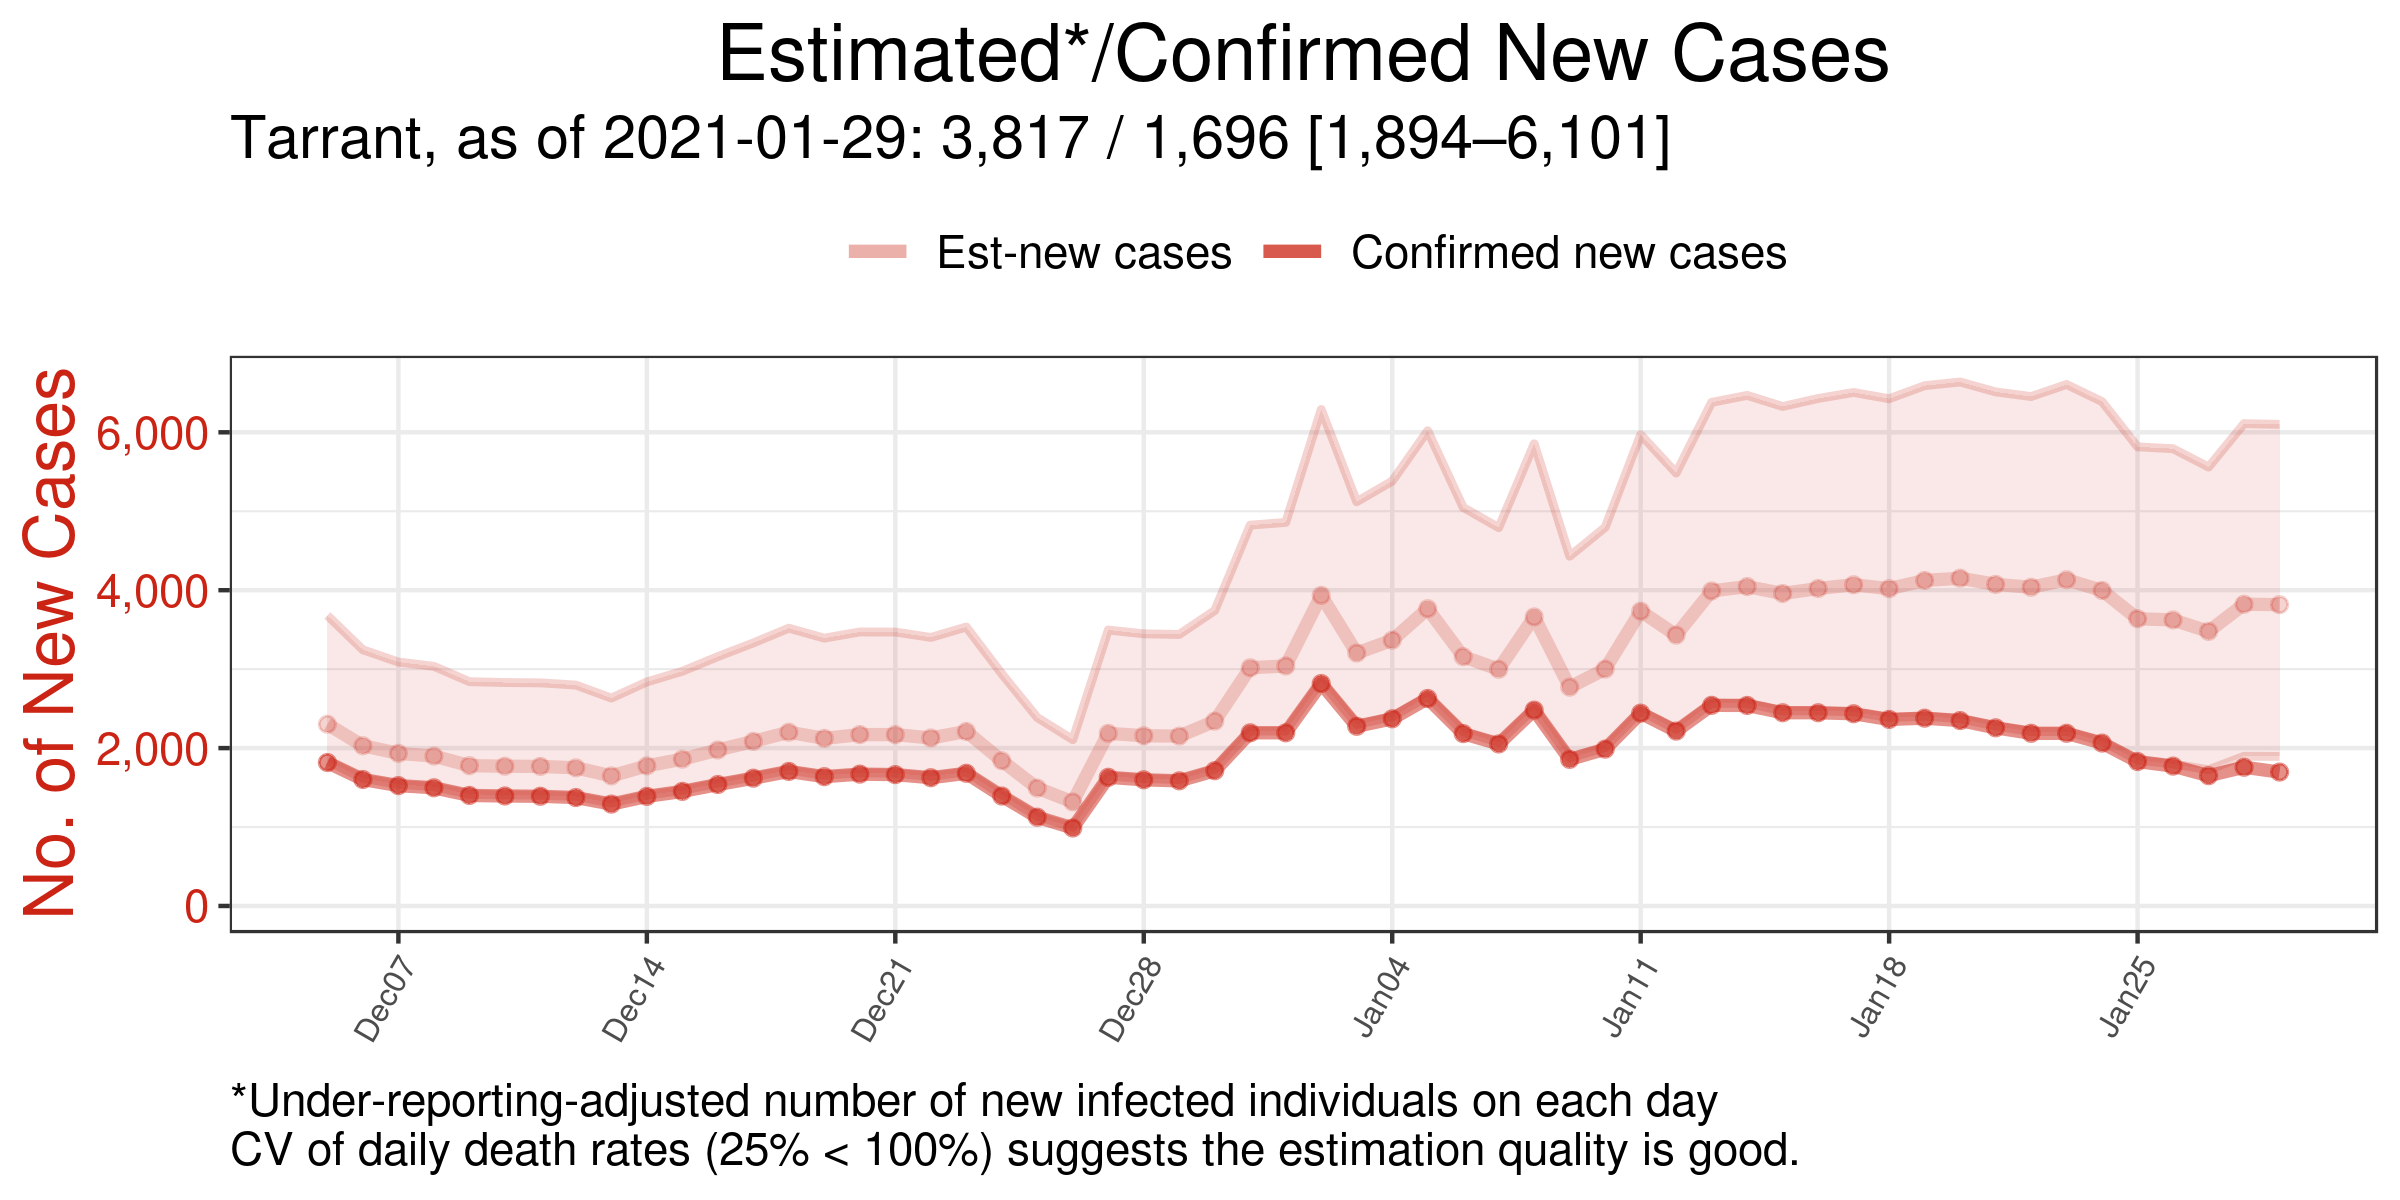 Estimated*/Confirmed New Cases
Tarrant, as of 2021-01-29: 3,817 / 1,696 [1,894–6,101]
Est-new cases Confirmed new cases
No. of New Cases
6,000
4,000
2,000
0
Dec07 Dec14 Dec21 Dec28 Jan04 Jan11 Jan18 Jan25
*Under-reporting-adjusted number of new infected individuals on each day
CV of daily death rates (25% < 100%) suggests the estimation quality is good.